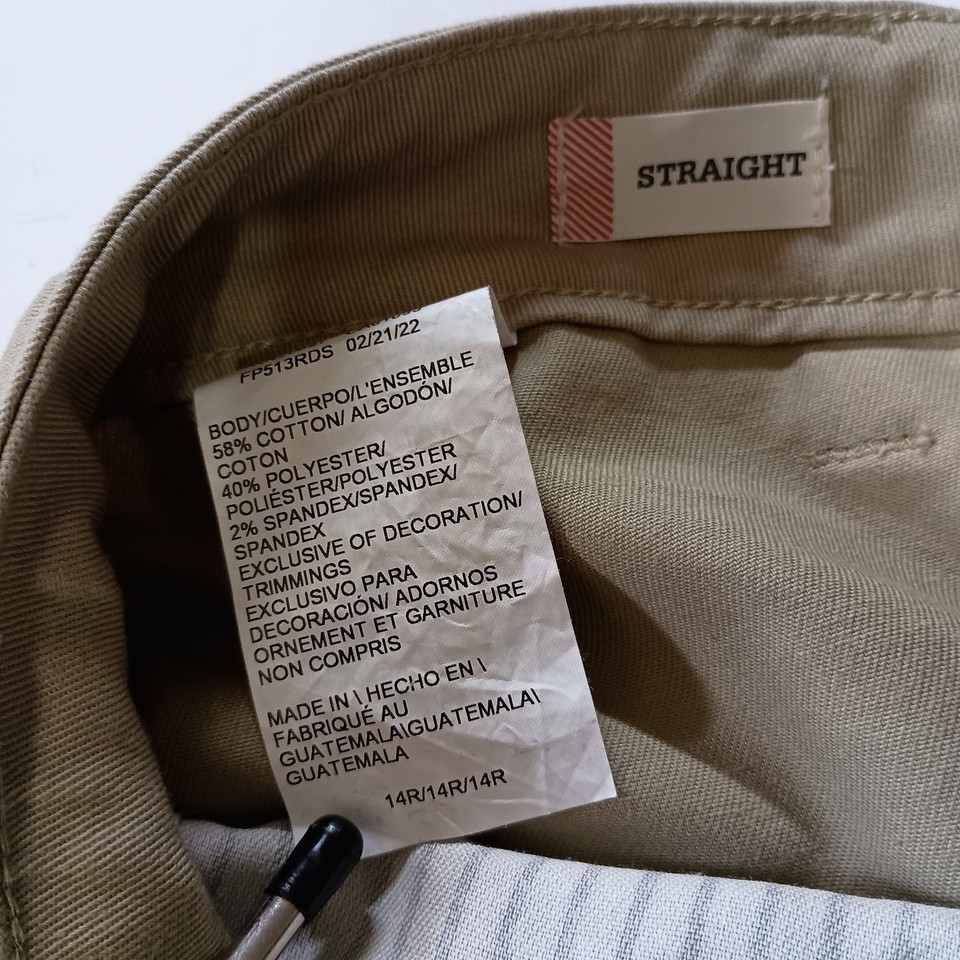 STRAIGHT
FP513RDS 02/21/22
BODY/CUERPO/L'ENSEMBLE
58% COTTON/ ALGODÓN/
COTON
40% POLYESTER/
POLIÉSTER/POLYESTER
2% SPANDEX/SPANDEX/
SPANDEX
EXCLUSIVE OF DECORATION/
TRIMMINGS
EXCLUSIVO PARA
DECORACIÓN/ ADORNOS
ORNEMENT ET GARNITURE
NON COMPRIS
MADE IN \ HECHO EN \
FABRIQUÉ AU
GUATEMALA\GUATEMALA\
GUATEMALA
14R/14R/14R